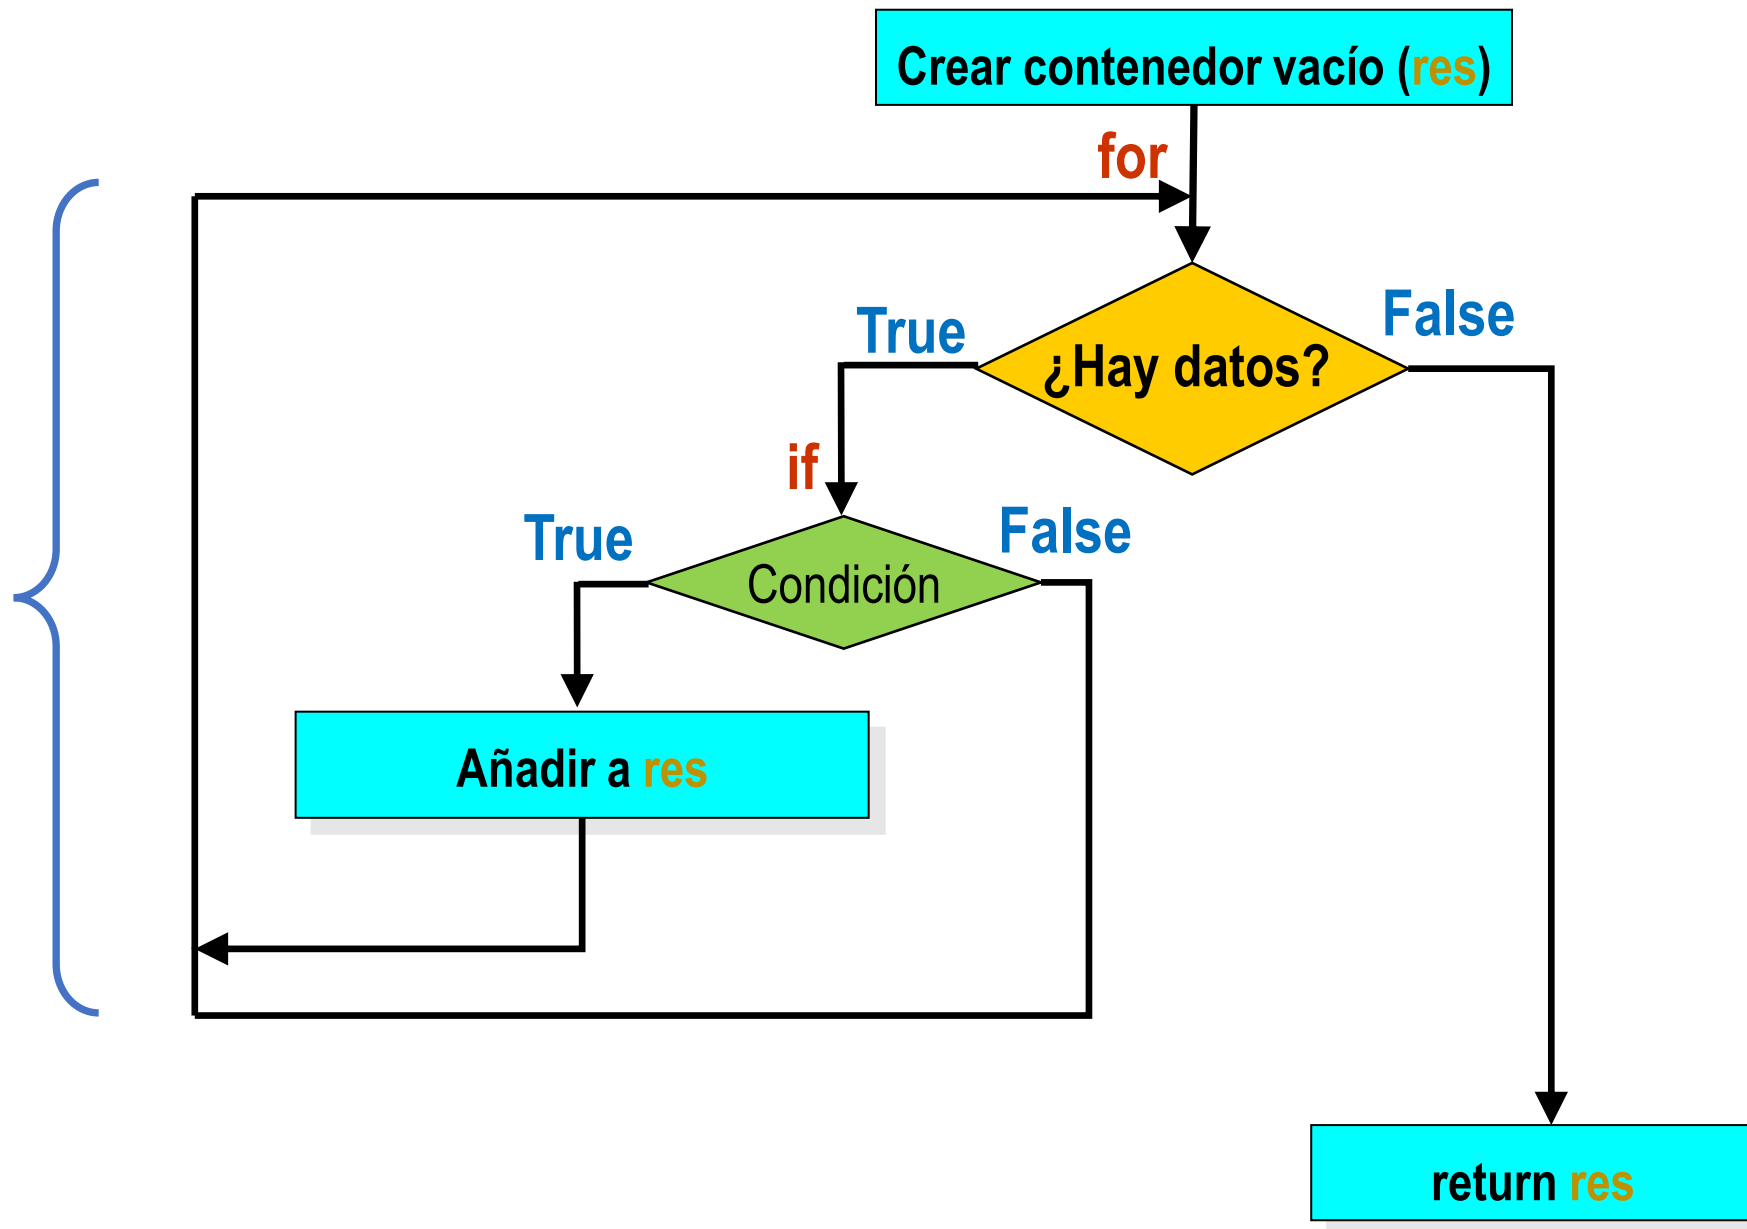 Crear contenedor vacío (res)
for
True
False
¿Hay datos?
if
True
False
Condición
Añadir a res
return res